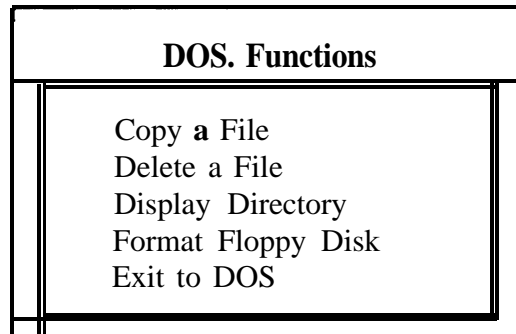 DOS. Functions
Copy a File
Delete a File
Display Directory
Format Floppy Disk
Exit to DOS